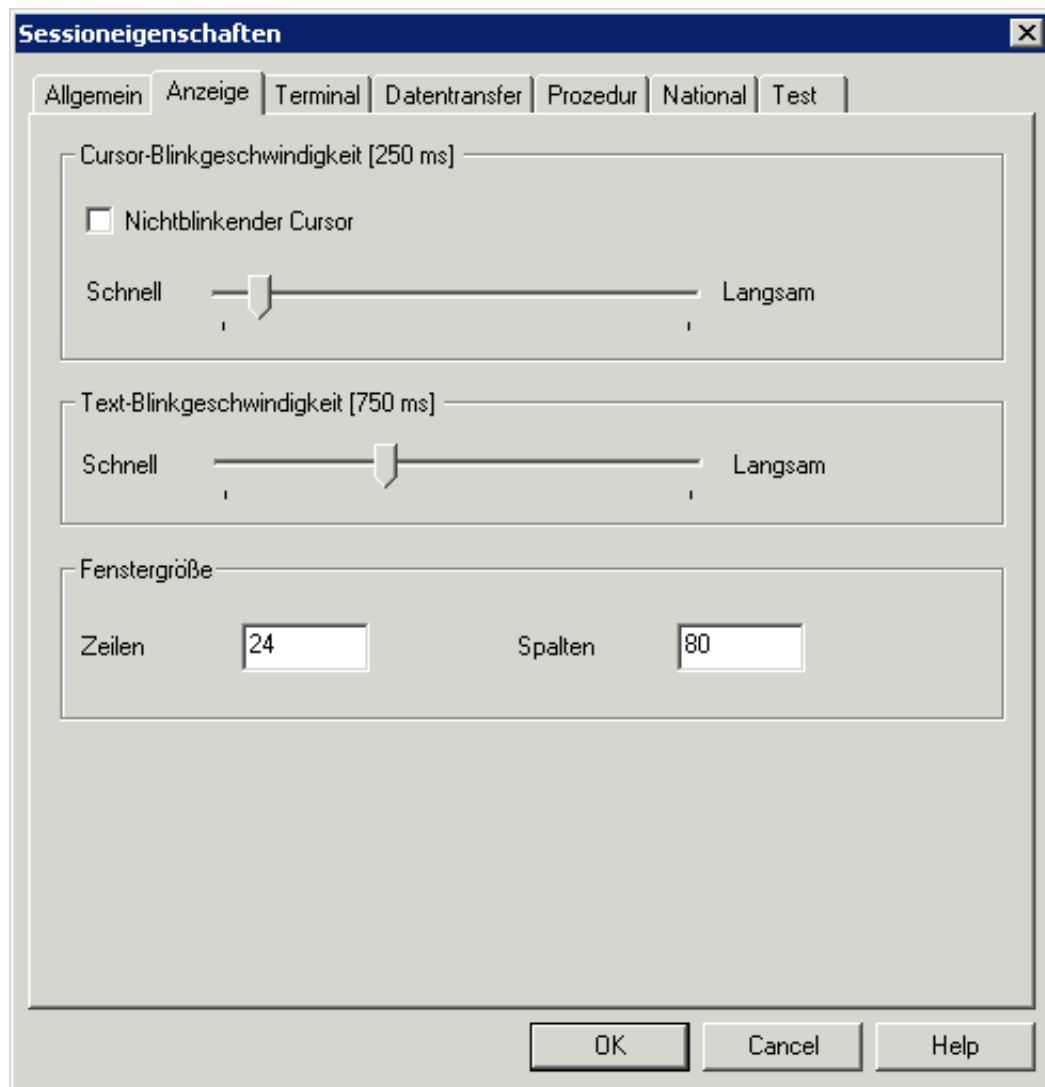 Sessioneigenschaften
Allgemein Anzeige Terminal Datentransfer Prozedur National Test
Cursor-Blinkgeschwindigkeit [250 ms]
Nichtblinkender Cursor
Schnell Langsam
Text-Blinkgeschwindigkeit [750 ms]
Schnell Langsam
Fenstergröße
Zeilen 24 Spalten 80
OK Cancel Help